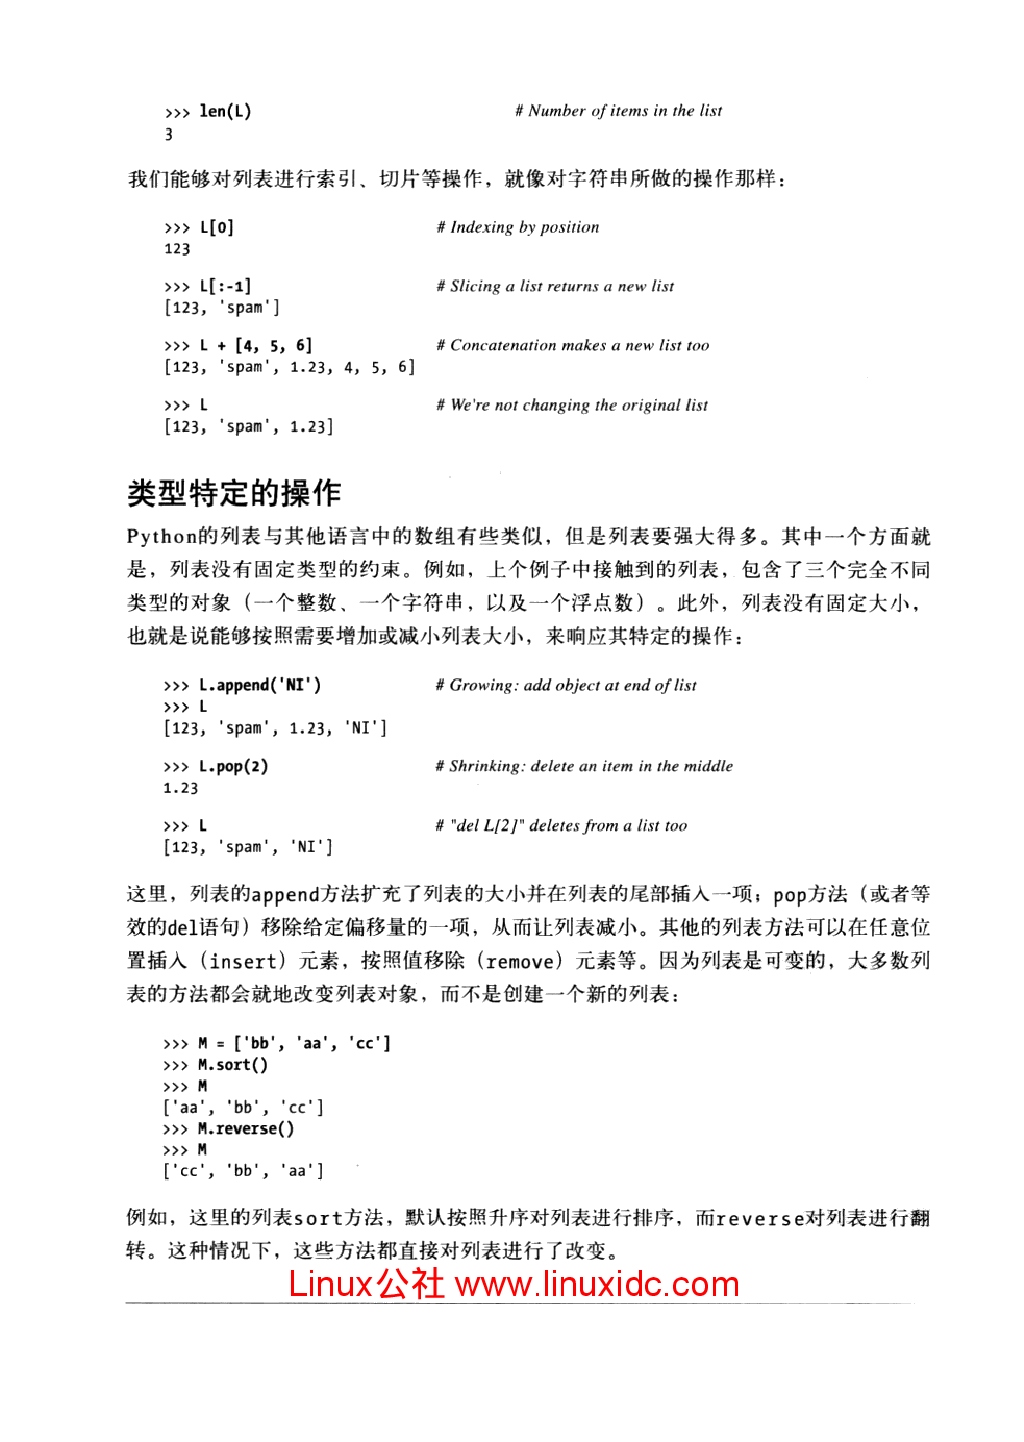 >>> len(L) # Number of items in the list
3
我们能够对列表进行索引、切片等操作，就像对字符串所做的操作那样：
>>> L[0] # Indexing by position
123
>>> L[:-1] # Slicing a list returns a new list
[123, 'spam']
>>> L + [4, 5, 6] # Concatenation makes a new list too
[123, 'spam', 1.23, 4, 5, 6]
>>> L # We're not changing the original list
[123, 'spam', 1.23]
类型特定的操作
Python的列表与其他语言中的数组有些类似，但是列表要强大得多。其中一个方面就
是，列表没有固定类型的约束。例如，上个例子中接触到的列表，包含了三个完全不同
类型的对象（一个整数、一个字符串，以及一个浮点数）。此外，列表没有固定大小，
也就是说能够按照需要增加或减小列表大小，来响应其特定的操作：
>>> L.append('NI') # Growing: add object at end of list
>>> L
[123, 'spam', 1.23, 'NI']
>>> L.pop(2) # Shrinking: delete an item in the middle
1.23
>>> L # "del L[2]" deletes from a list too
[123, 'spam', 'NI']
这里，列表的append方法扩充了列表的大小并在列表的尾部插入一项；pop方法（或者等
效的del语句）移除给定偏移量的一项，从而让列表减小。其他的列表方法可以在任意位
置插入（insert）元素，按照值移除（remove）元素等。因为列表是可变的，大多数列
表的方法都会就地改变列表对象，而不是创建一个新的列表：
>>> M = ['bb', 'aa', 'cc']
>>> M.sort()
>>> M
['aa', 'bb', 'cc']
>>> M.reverse()
>>> M
['cc', 'bb', 'aa']
例如，这里的列表sort方法，默认按照升序对列表进行排序，而reverse对列表进行翻
转。这种情况下，这些方法都直接对列表进行了改变。
Linux公社 www.linuxidc.com